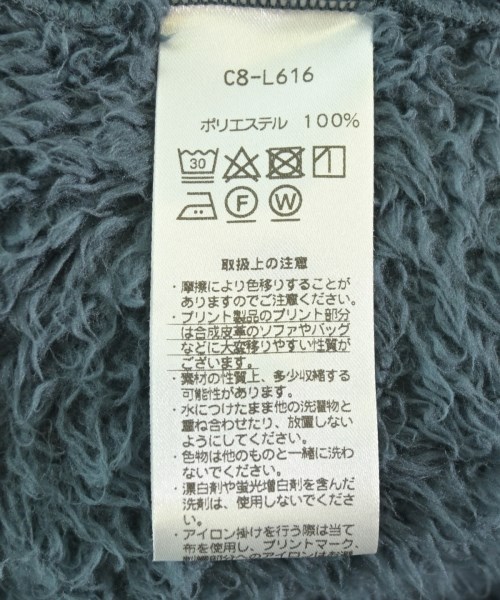 C8-L616
ポリエステル 100%
30
F W
取扱上の注意
・摩擦により色移りすることが
ありますのでご注意ください。
・プリント製品のプリント部分
は合成皮革のソファやバッグ
などに大変移りやすい性質が
ございます。
・素材の性質上、多少収縮する
可能性があります。
・水につけたまま他の洗濯物と
重ね合わせたり、放置しない
ようにしてください。
・色物は他のものと一緒に洗わ
ないでください。
・漂白剤や蛍光増白剤を含んだ
洗剤は、使用しないでくださ
い。
・アイロン掛けを行う際は当て
布を使用し、プリントマーク、